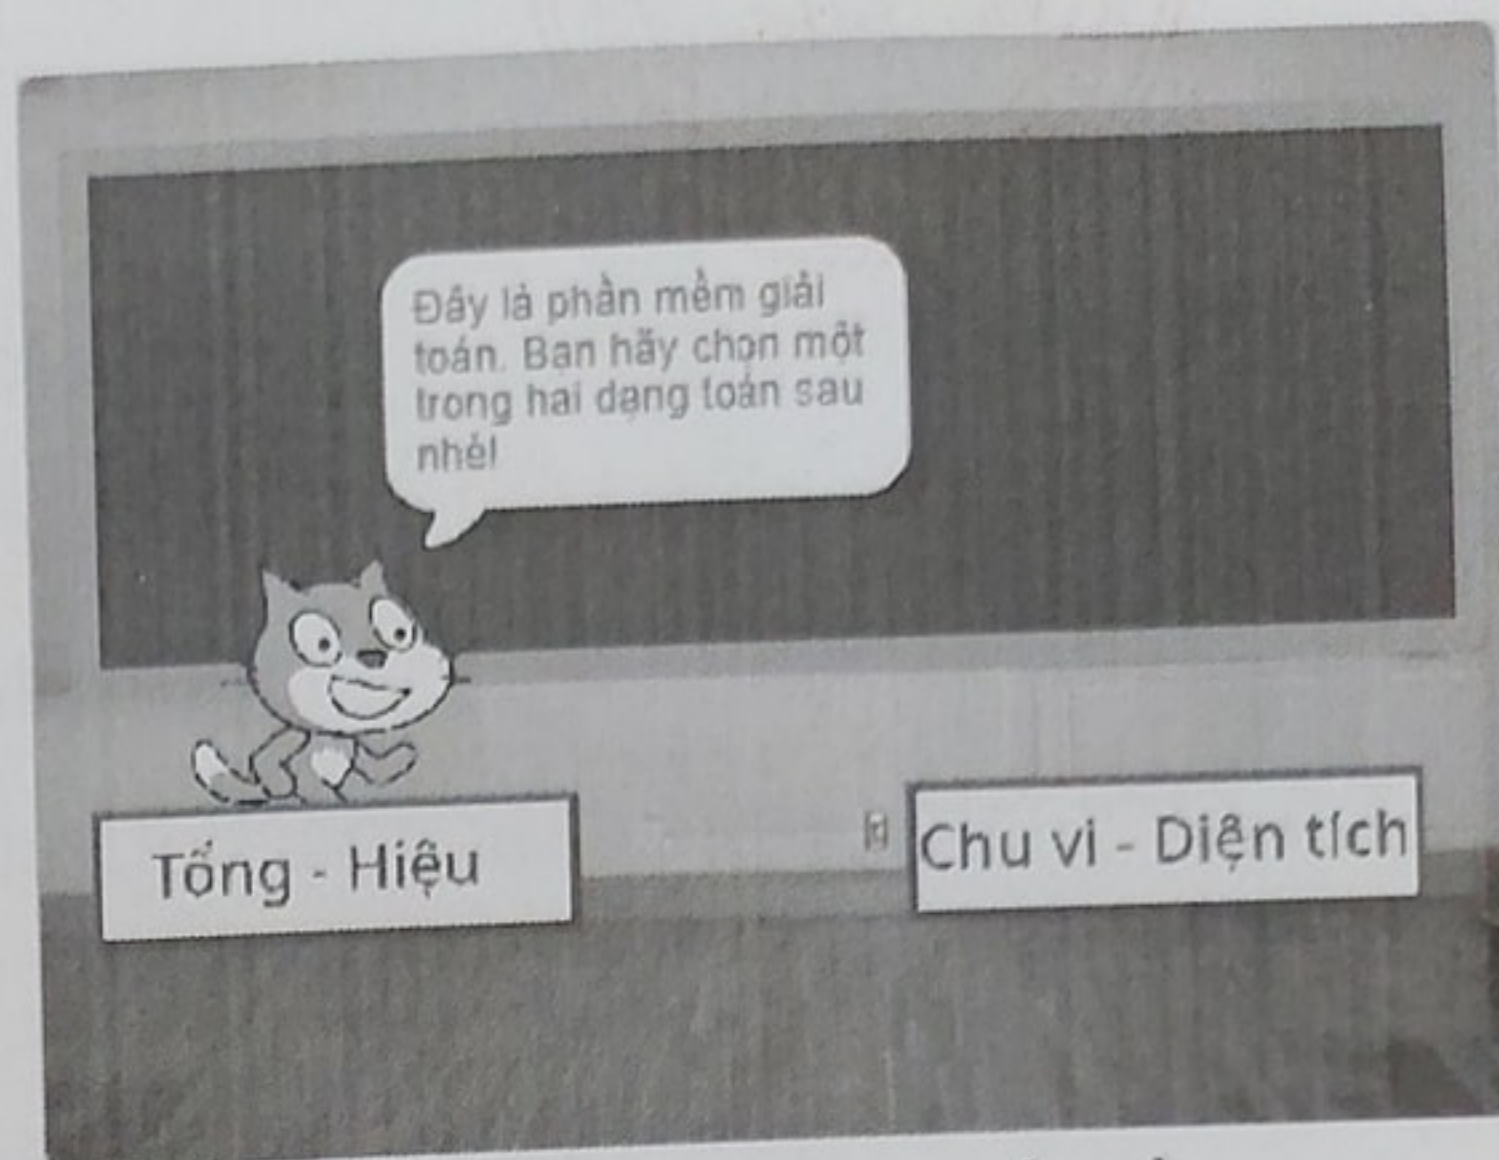 Đây là phần mềm giải
toán. Bạn hãy chọn một
trong hai dạng toán sau
nhé!
Tổng - Hiệu
Chu vi - Diện tích